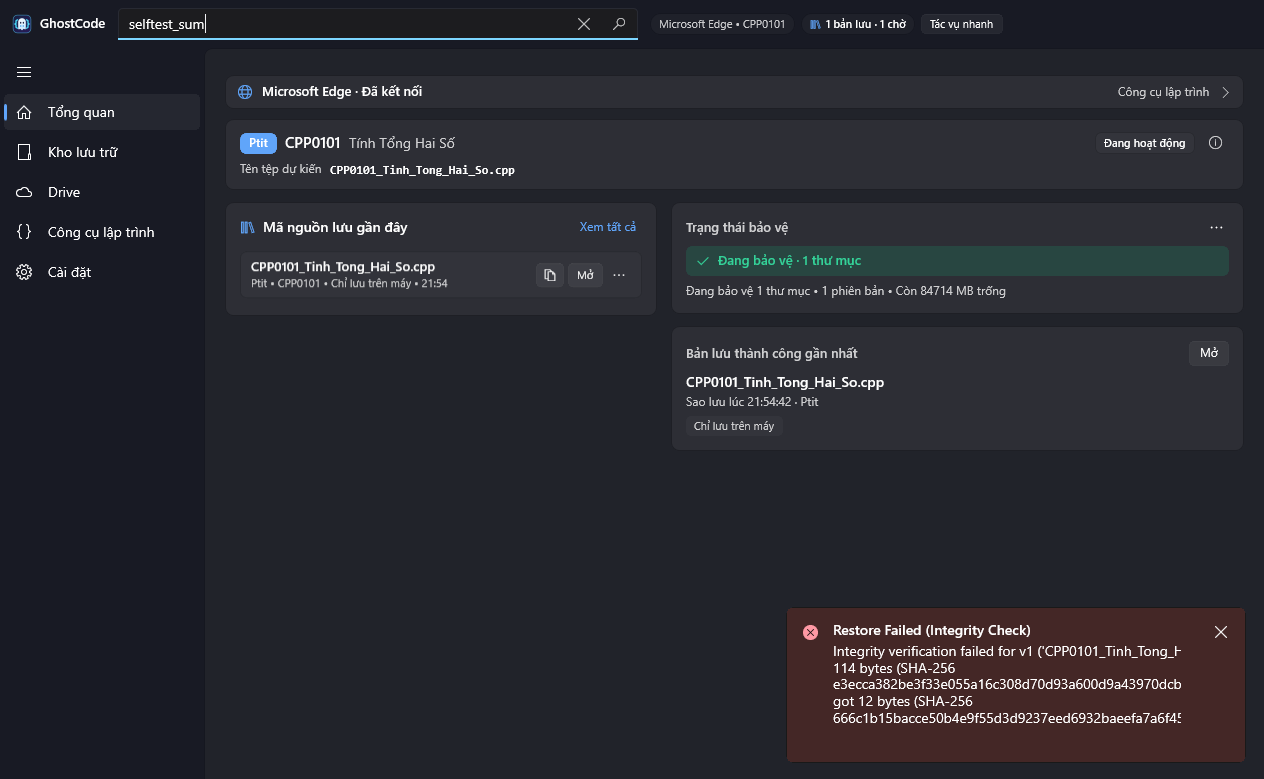 GhostCode
selftest_sum
Microsoft Edge • CPP0101
1 bản lưu · 1 chờ
Tác vụ nhanh
Tổng quan
Kho lưu trữ
Drive
Công cụ lập trình
Cài đặt
Microsoft Edge · Đã kết nối
Công cụ lập trình
Ptit CPP0101 Tính Tổng Hai Số
Đang hoạt động
Tên tệp dự kiến CPP0101_Tinh_Tong_Hai_So.cpp
Mã nguồn lưu gần đây
Xem tất cả
CPP0101_Tinh_Tong_Hai_So.cpp
Ptit • CPP0101 • Chỉ lưu trên máy • 21:54
Mở
Trạng thái bảo vệ
Đang bảo vệ · 1 thư mục
Đang bảo vệ 1 thư mục • 1 phiên bản • Còn 84714 MB trống
Bản lưu thành công gần nhất
Mở
CPP0101_Tinh_Tong_Hai_So.cpp
Sao lưu lúc 21:54:42 · Ptit
Chỉ lưu trên máy
Restore Failed (Integrity Check)
Integrity verification failed for v1 ('CPP0101_Tinh_Tong_H
114 bytes (SHA-256
e3ecca382be3f33e055a16c308d70d93a600d9a43970dcb
got 12 bytes (SHA-256
666c1b15bacce50b4e9f55d3d9237eed6932baeefa7a6f45